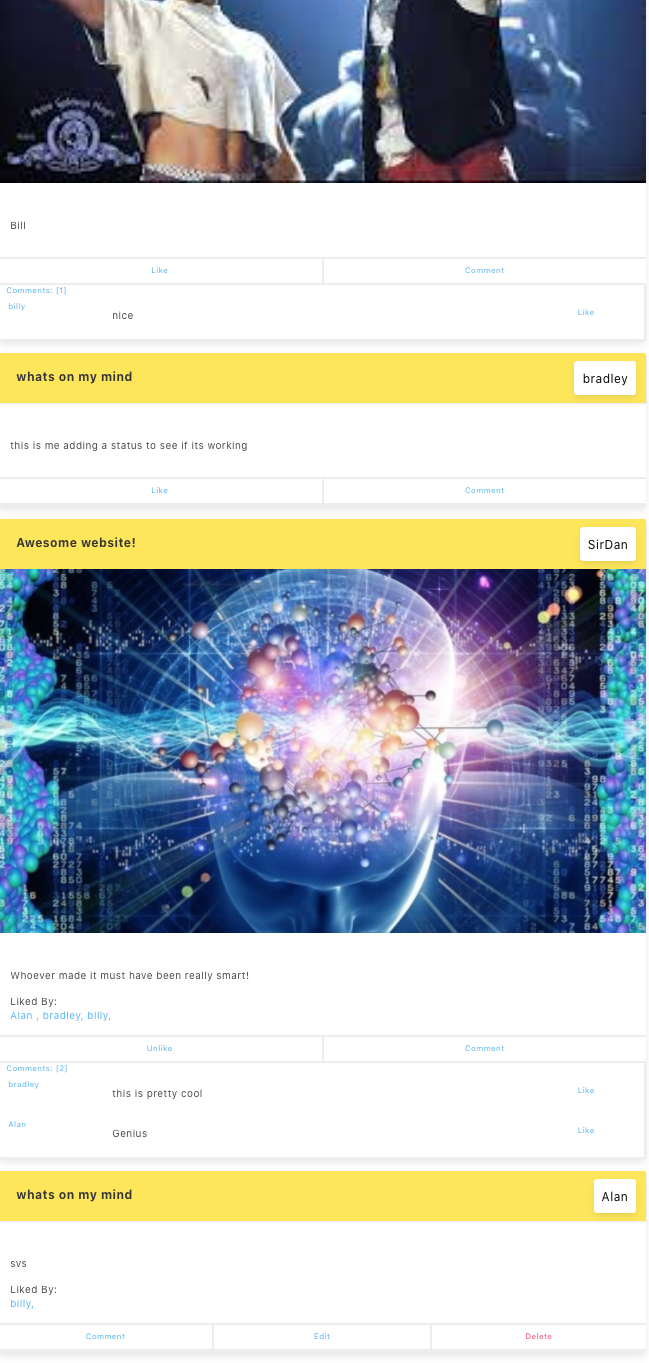 Bill
Like Comment
Comments: [1]
billy
nice
Like
whats on my mind
bradley
this is me adding a status to see if its working
Like Comment
Awesome website!
SirDan
Whoever made it must have been really smart!
Liked By:
Alan , bradley, billy,
Unlike Comment
Comments: [2]
bradley
this is pretty cool
Like
Alan
Genius
Like
whats on my mind
Alan
svs
Liked By:
billy,
Comment Edit Delete